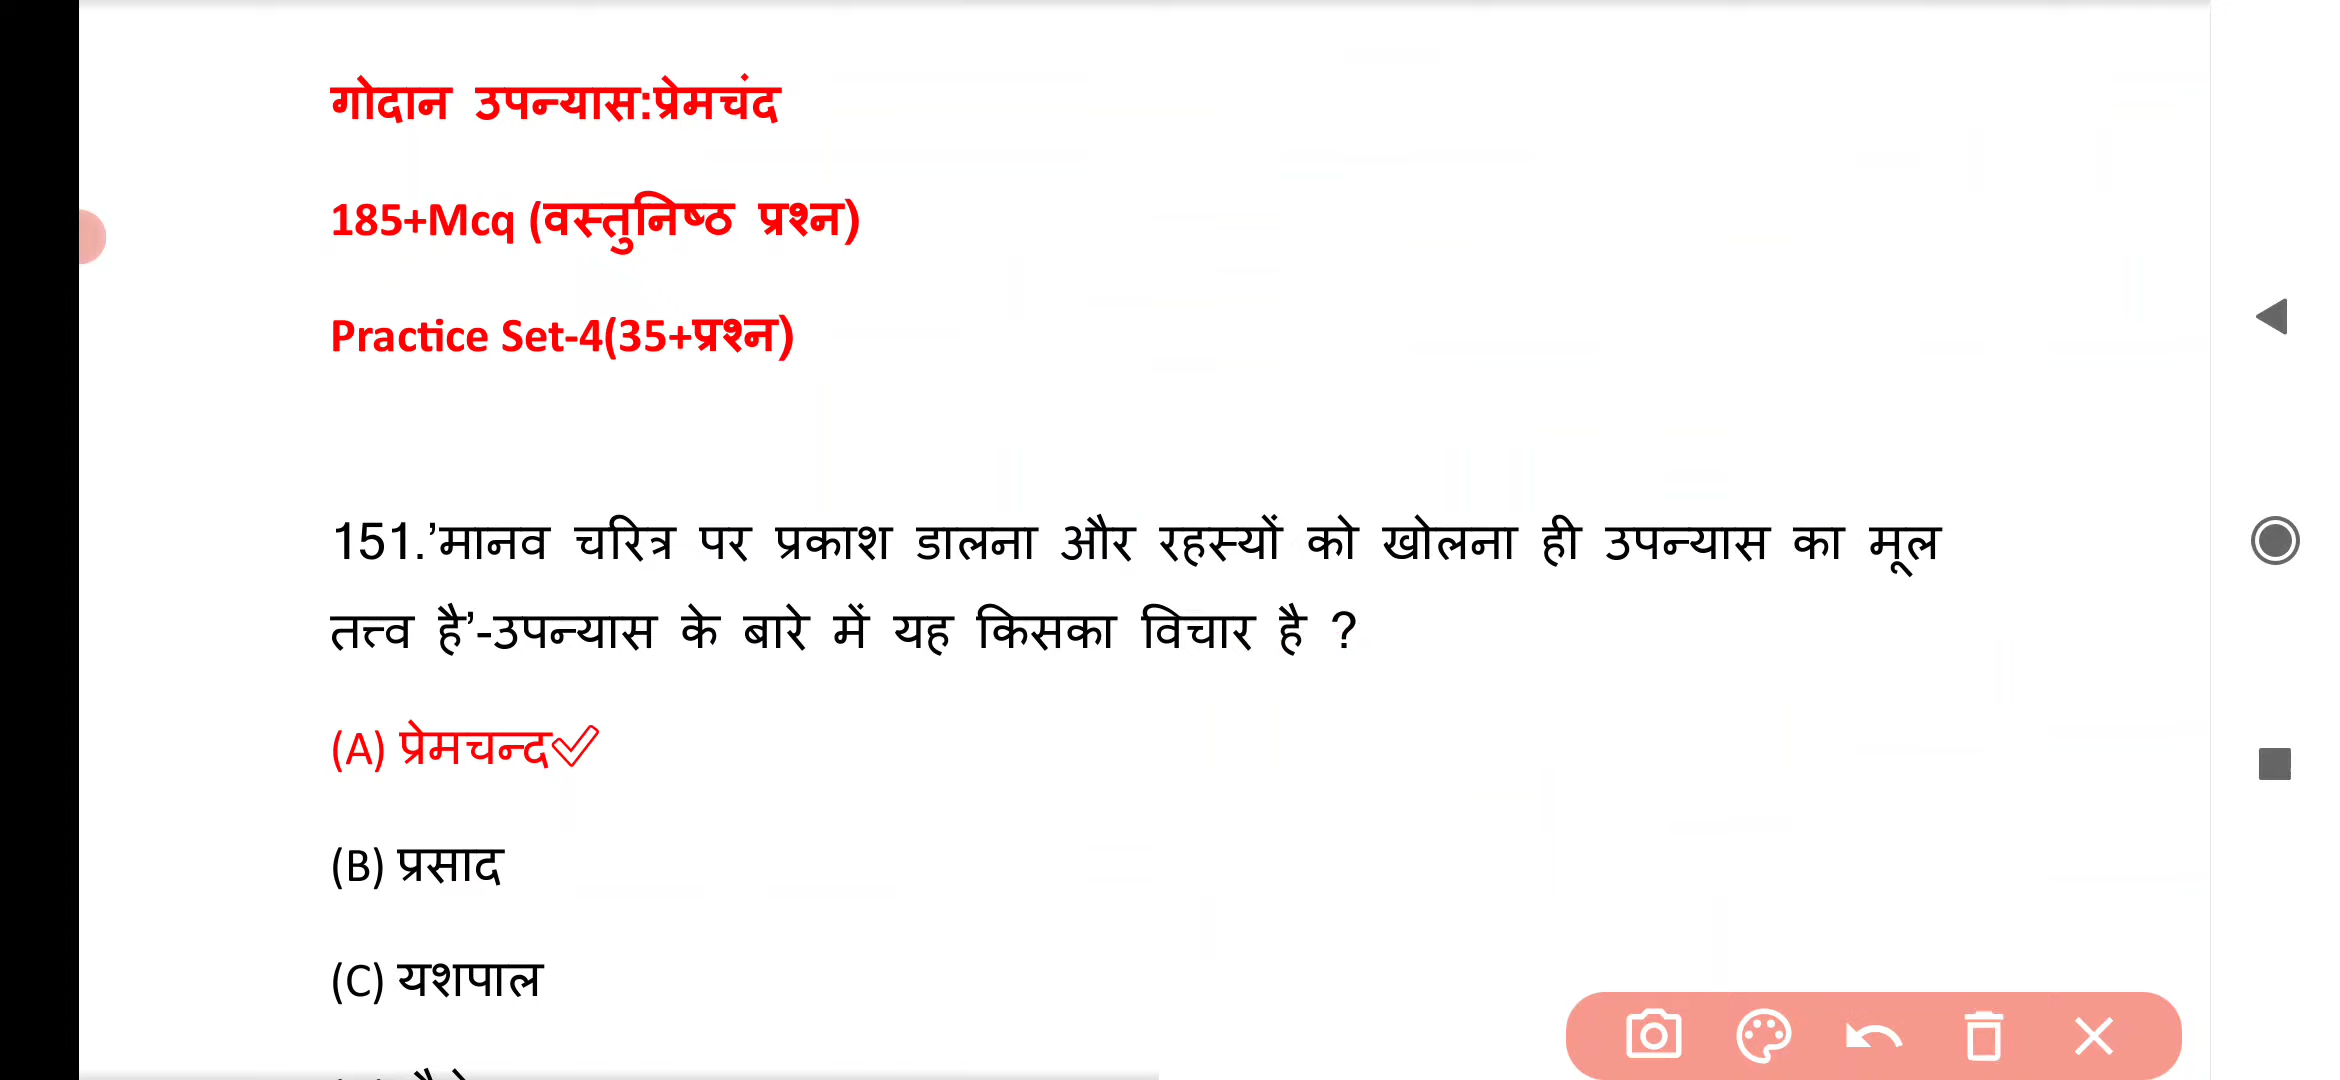 गोदान उपन्यास:प्रेमचंद
185+Mcq (वस्तुनिष्ठ प्रश्न)
Practice Set-4(35+प्रश्न)
151.’मानव चरित्र पर प्रकाश डालना और रहस्यों को खोलना ही उपन्यास का मूल
तत्त्व है’-उपन्यास के बारे में यह किसका विचार है ?
(A) प्रेमचन्द✓
(B) प्रसाद
(C) यशपाल